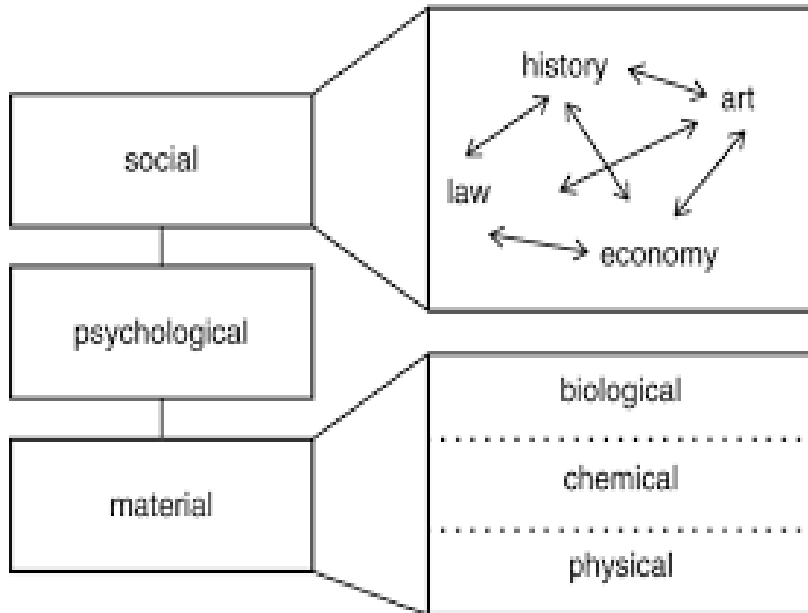 social
psychological
material
history
art
law
economy
biological
chemical
physical